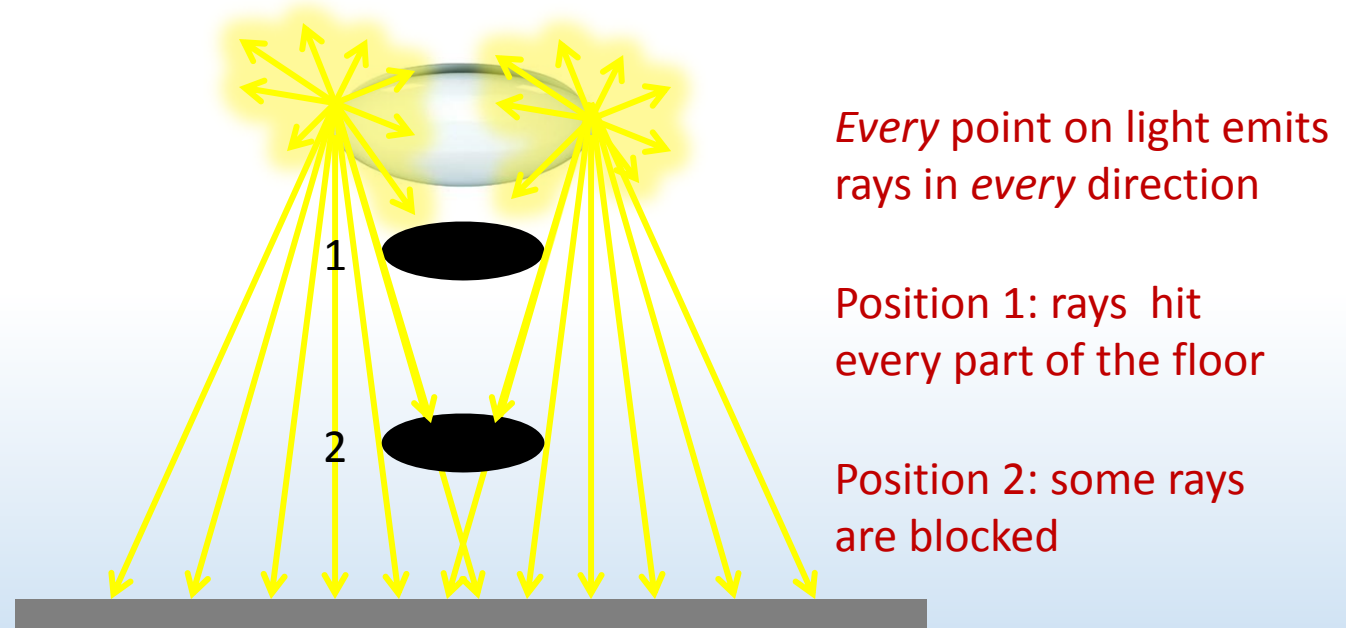 Every point on light emits
rays in every direction
1
Position 1: rays  hit
every part of the floor
2
Position 2: some rays
are blocked